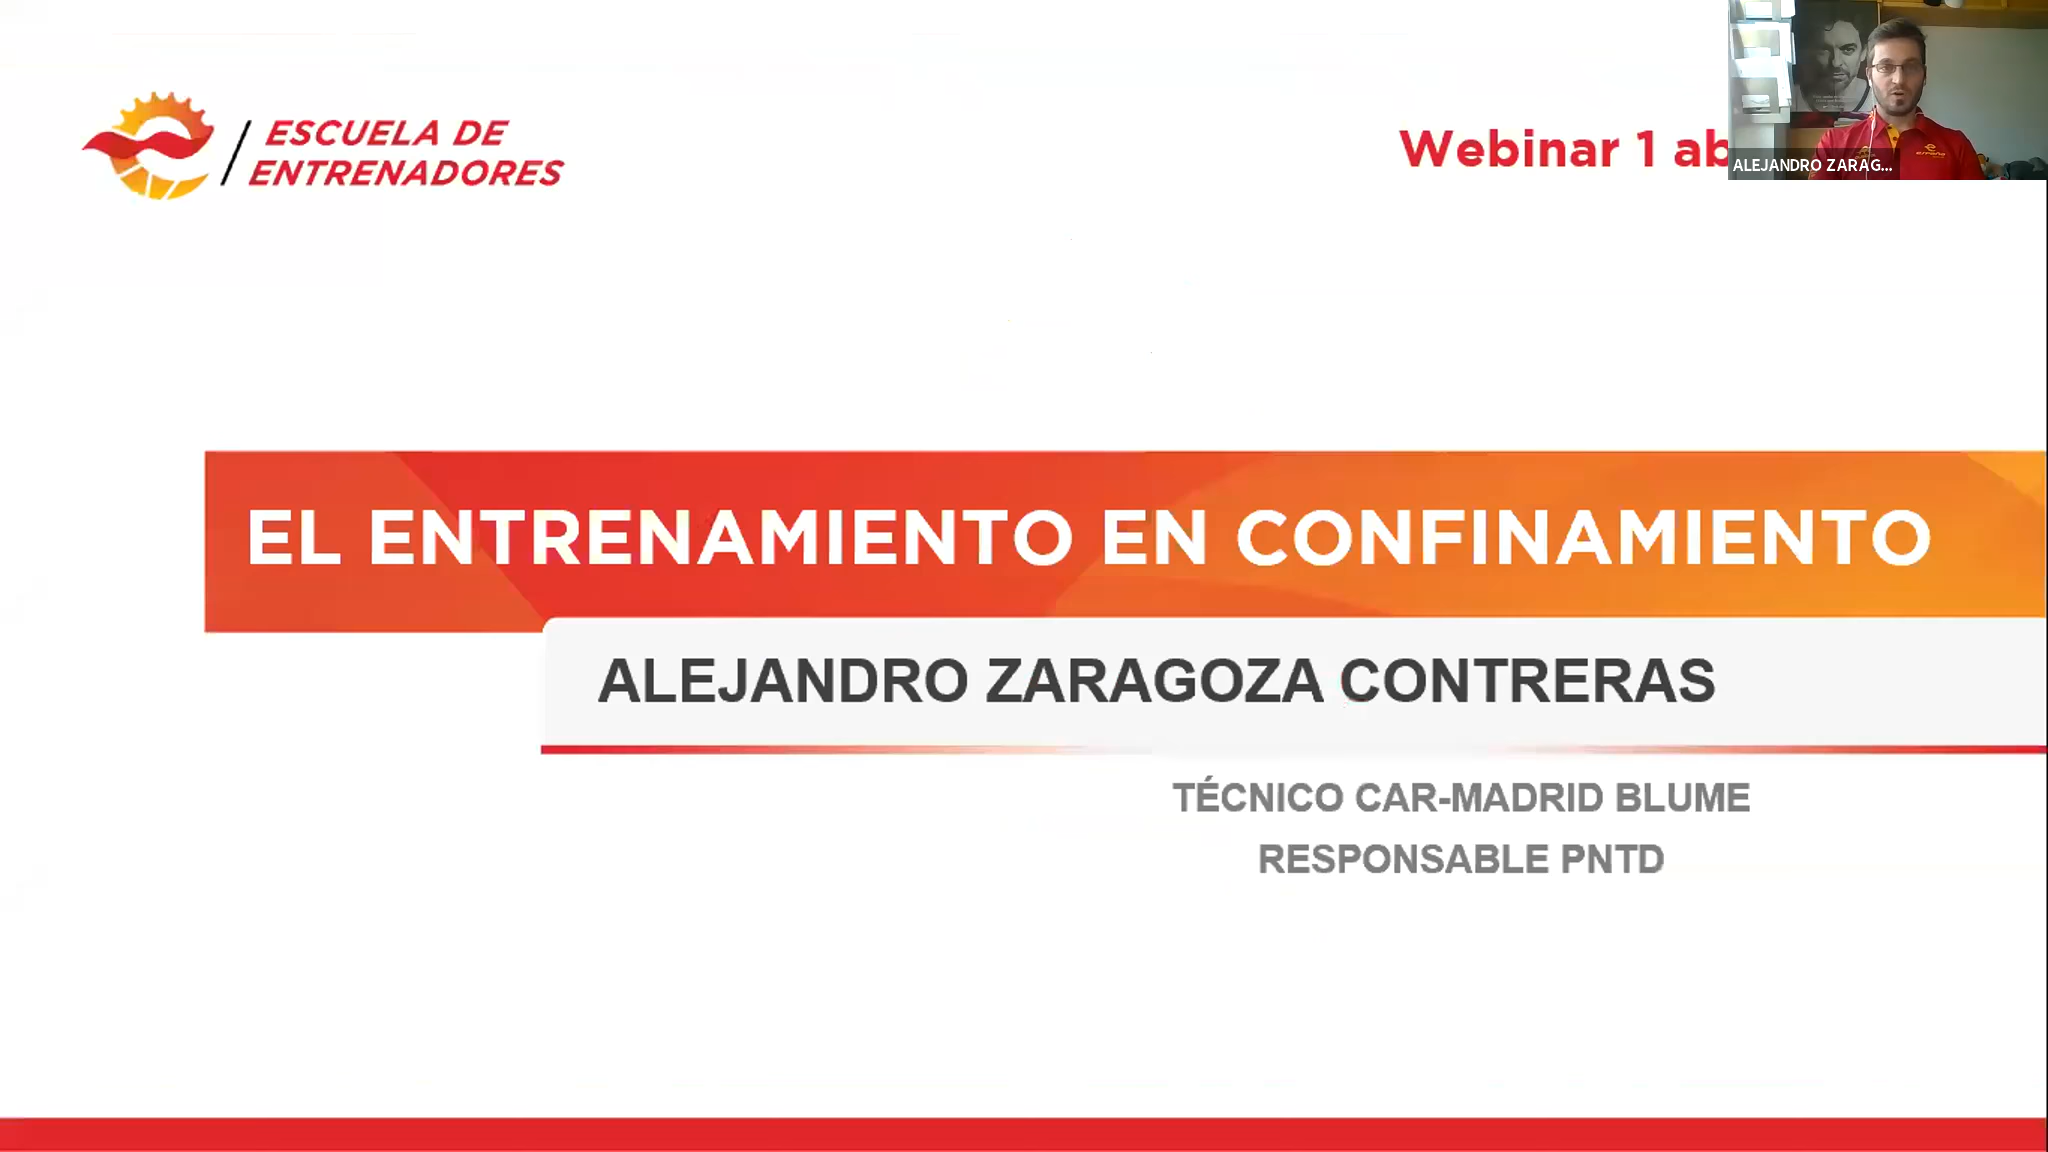 ESCUELA DE
ENTRENADORES
Webinar 1
ALEJANDRO ZARAG...
EL ENTRENAMIENTO EN CONFINAMIENTO
ALEJANDRO ZARAGOZA CONTRERAS
TÉCNICO CAR-MADRID BLUME
RESPONSABLE PNTD